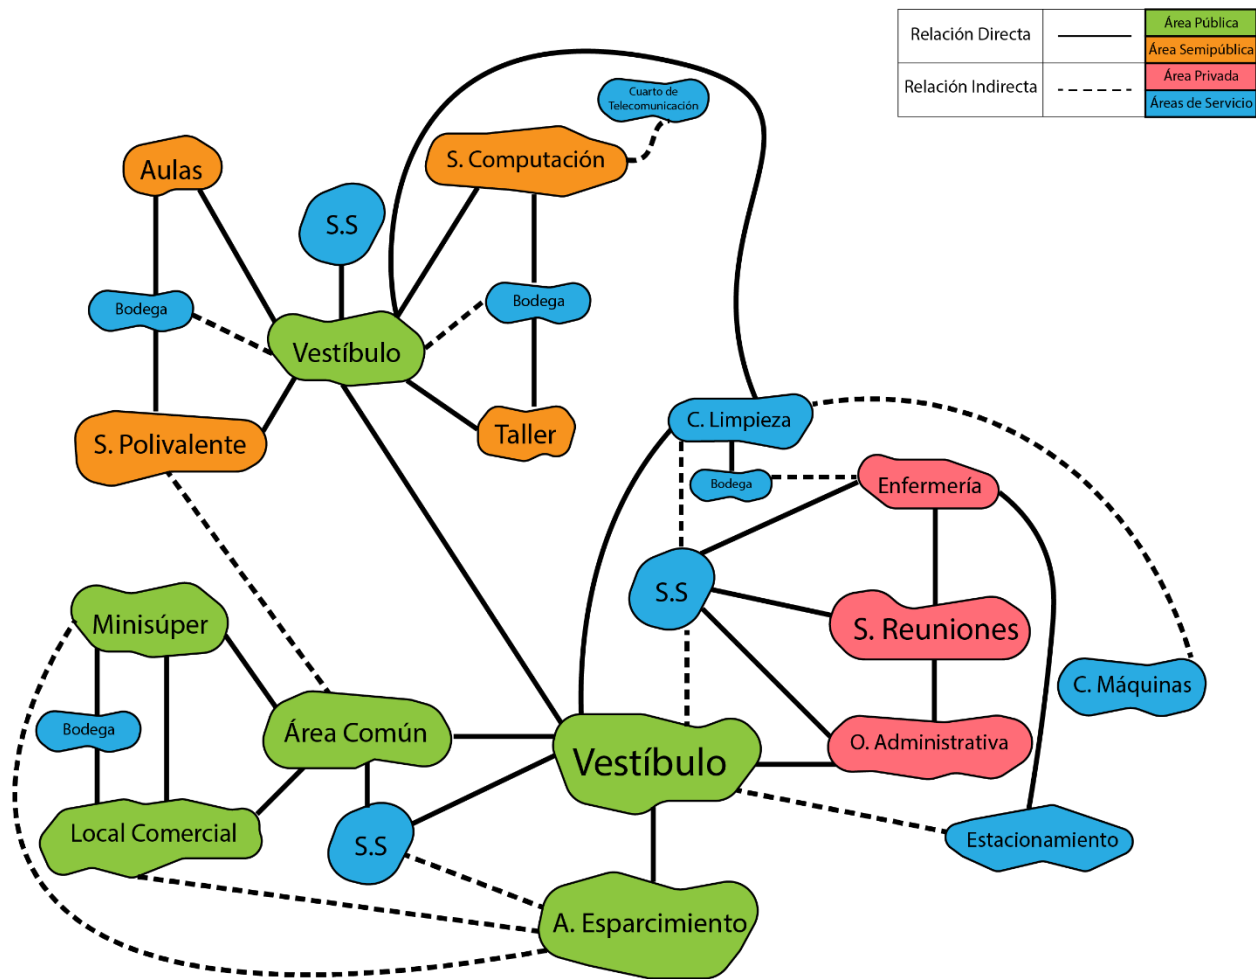 Relación Directa
Área Pública
Área Semipública
Relación Indirecta
Área Privada
Áreas de Servicio
Cuarto de
Telecomunicación
S. Computación
Aulas
S.S
Bodega
Bodega
Vestíbulo
C. Limpieza
Taller
S. Polivalente
Bodega
Enfermería
S.S
Minisúper
S. Reuniones
C. Máquinas
Bodega
Área Común
O. Administrativa
Vestíbulo
Local Comercial
S.S
Estacionamiento
A. Esparcimiento